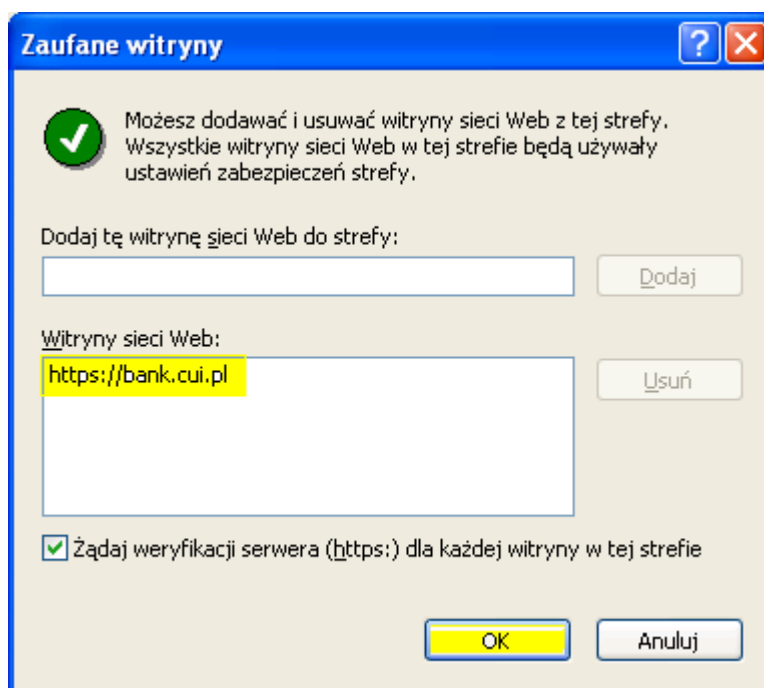 Zaufane witryny
Możesz dodawać i usuwać witryny sieci Web z tej strefy.
Wszystkie witryny sieci Web w tej strefie będą używały
ustawień zabezpieczeń strefy.
Dodaj tę witrynę sieci Web do strefy:
Dodaj
Witryny sieci Web:
https://bank.cui.pl
Usuń
Żądaj weryfikacji serwera (https:) dla każdej witryny w tej strefie
OK
Anuluj